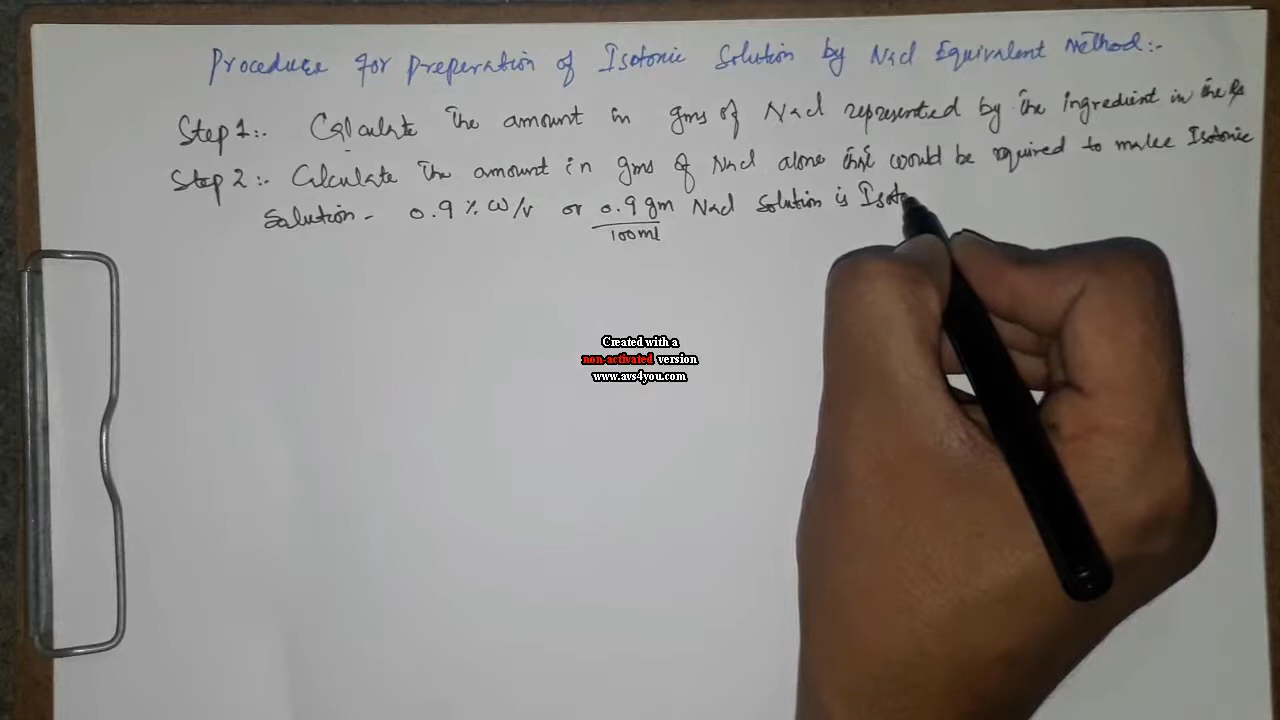 Procedure for preparation of Isotonic Solution by Nacl Equivalent Method:-
Step 1:- Calculate the amount in gms of Nacl represented by the ingredient in the Rx
Step 2:- Calculate the amount in gms of Nacl alone that would be required to make Isotonic
Solution - 0.9 % w/v or 0.9 gm Nacl Solution is Isoto
100ml
Created with a
non-activated version
www.avs4you.com